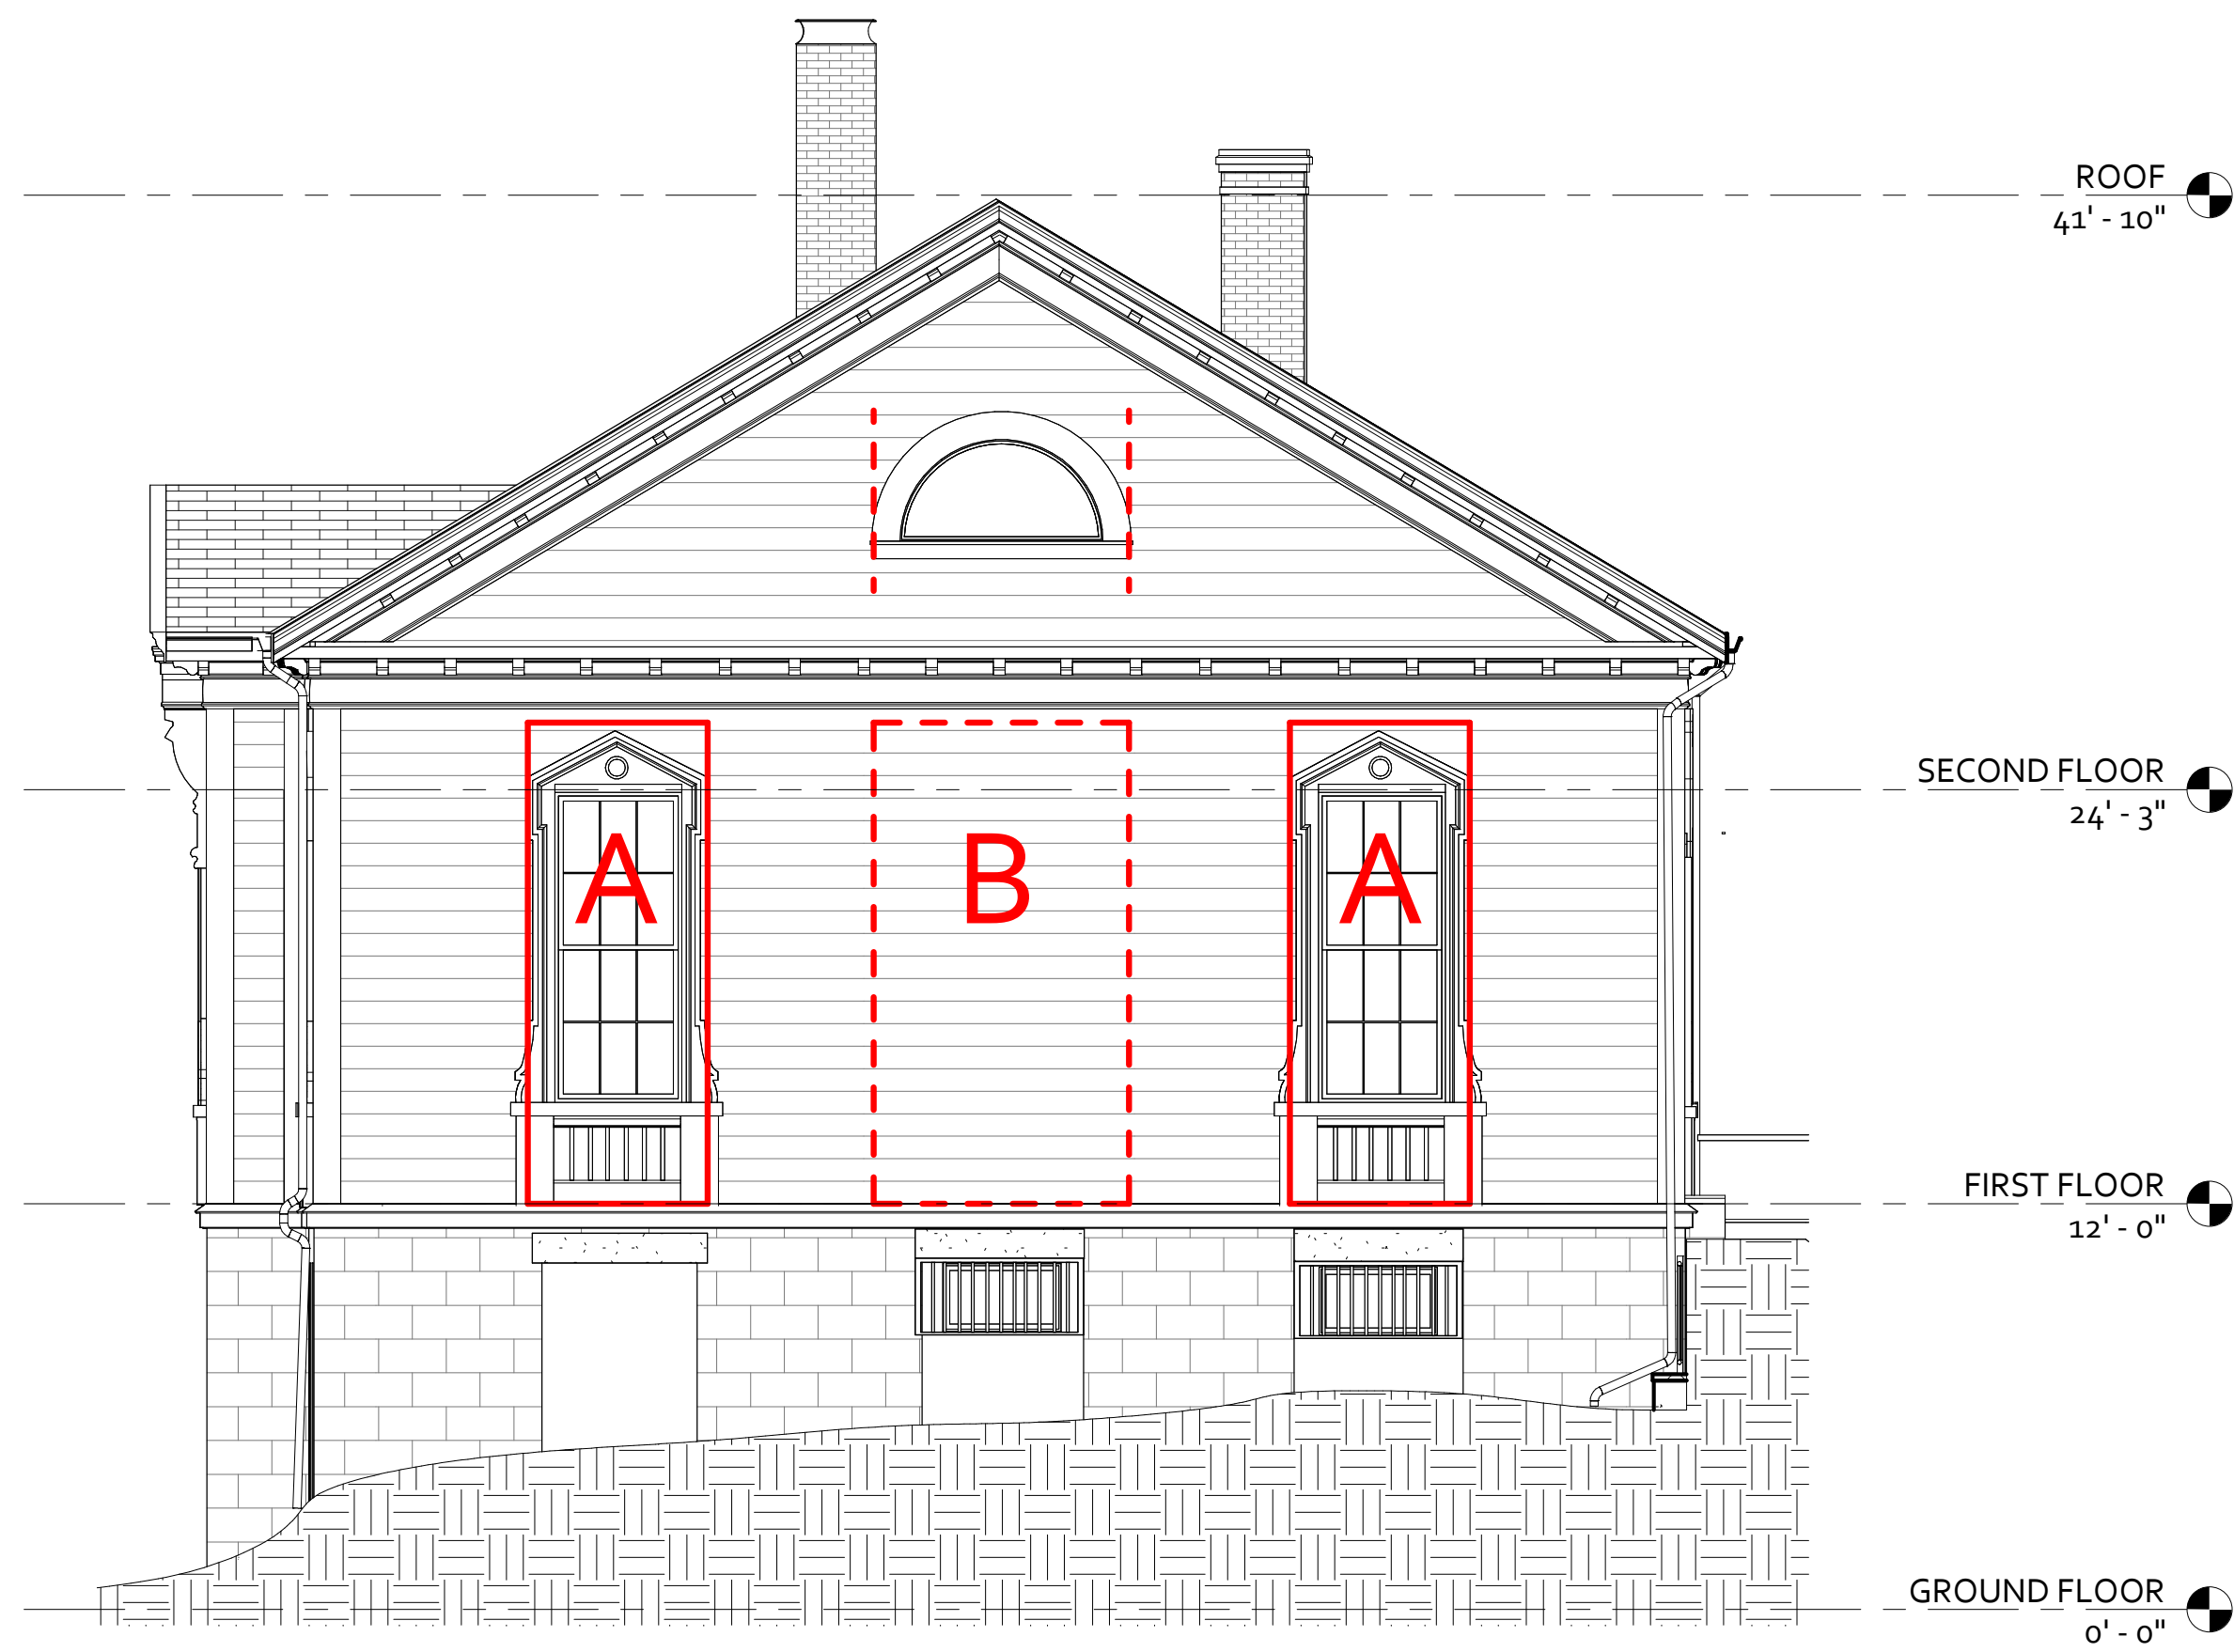 ROOF
41' - 10"
SECOND FLOOR
24' - 3"
A B A
FIRST FLOOR
12' - 0"
GROUND FLOOR
0' - 0"